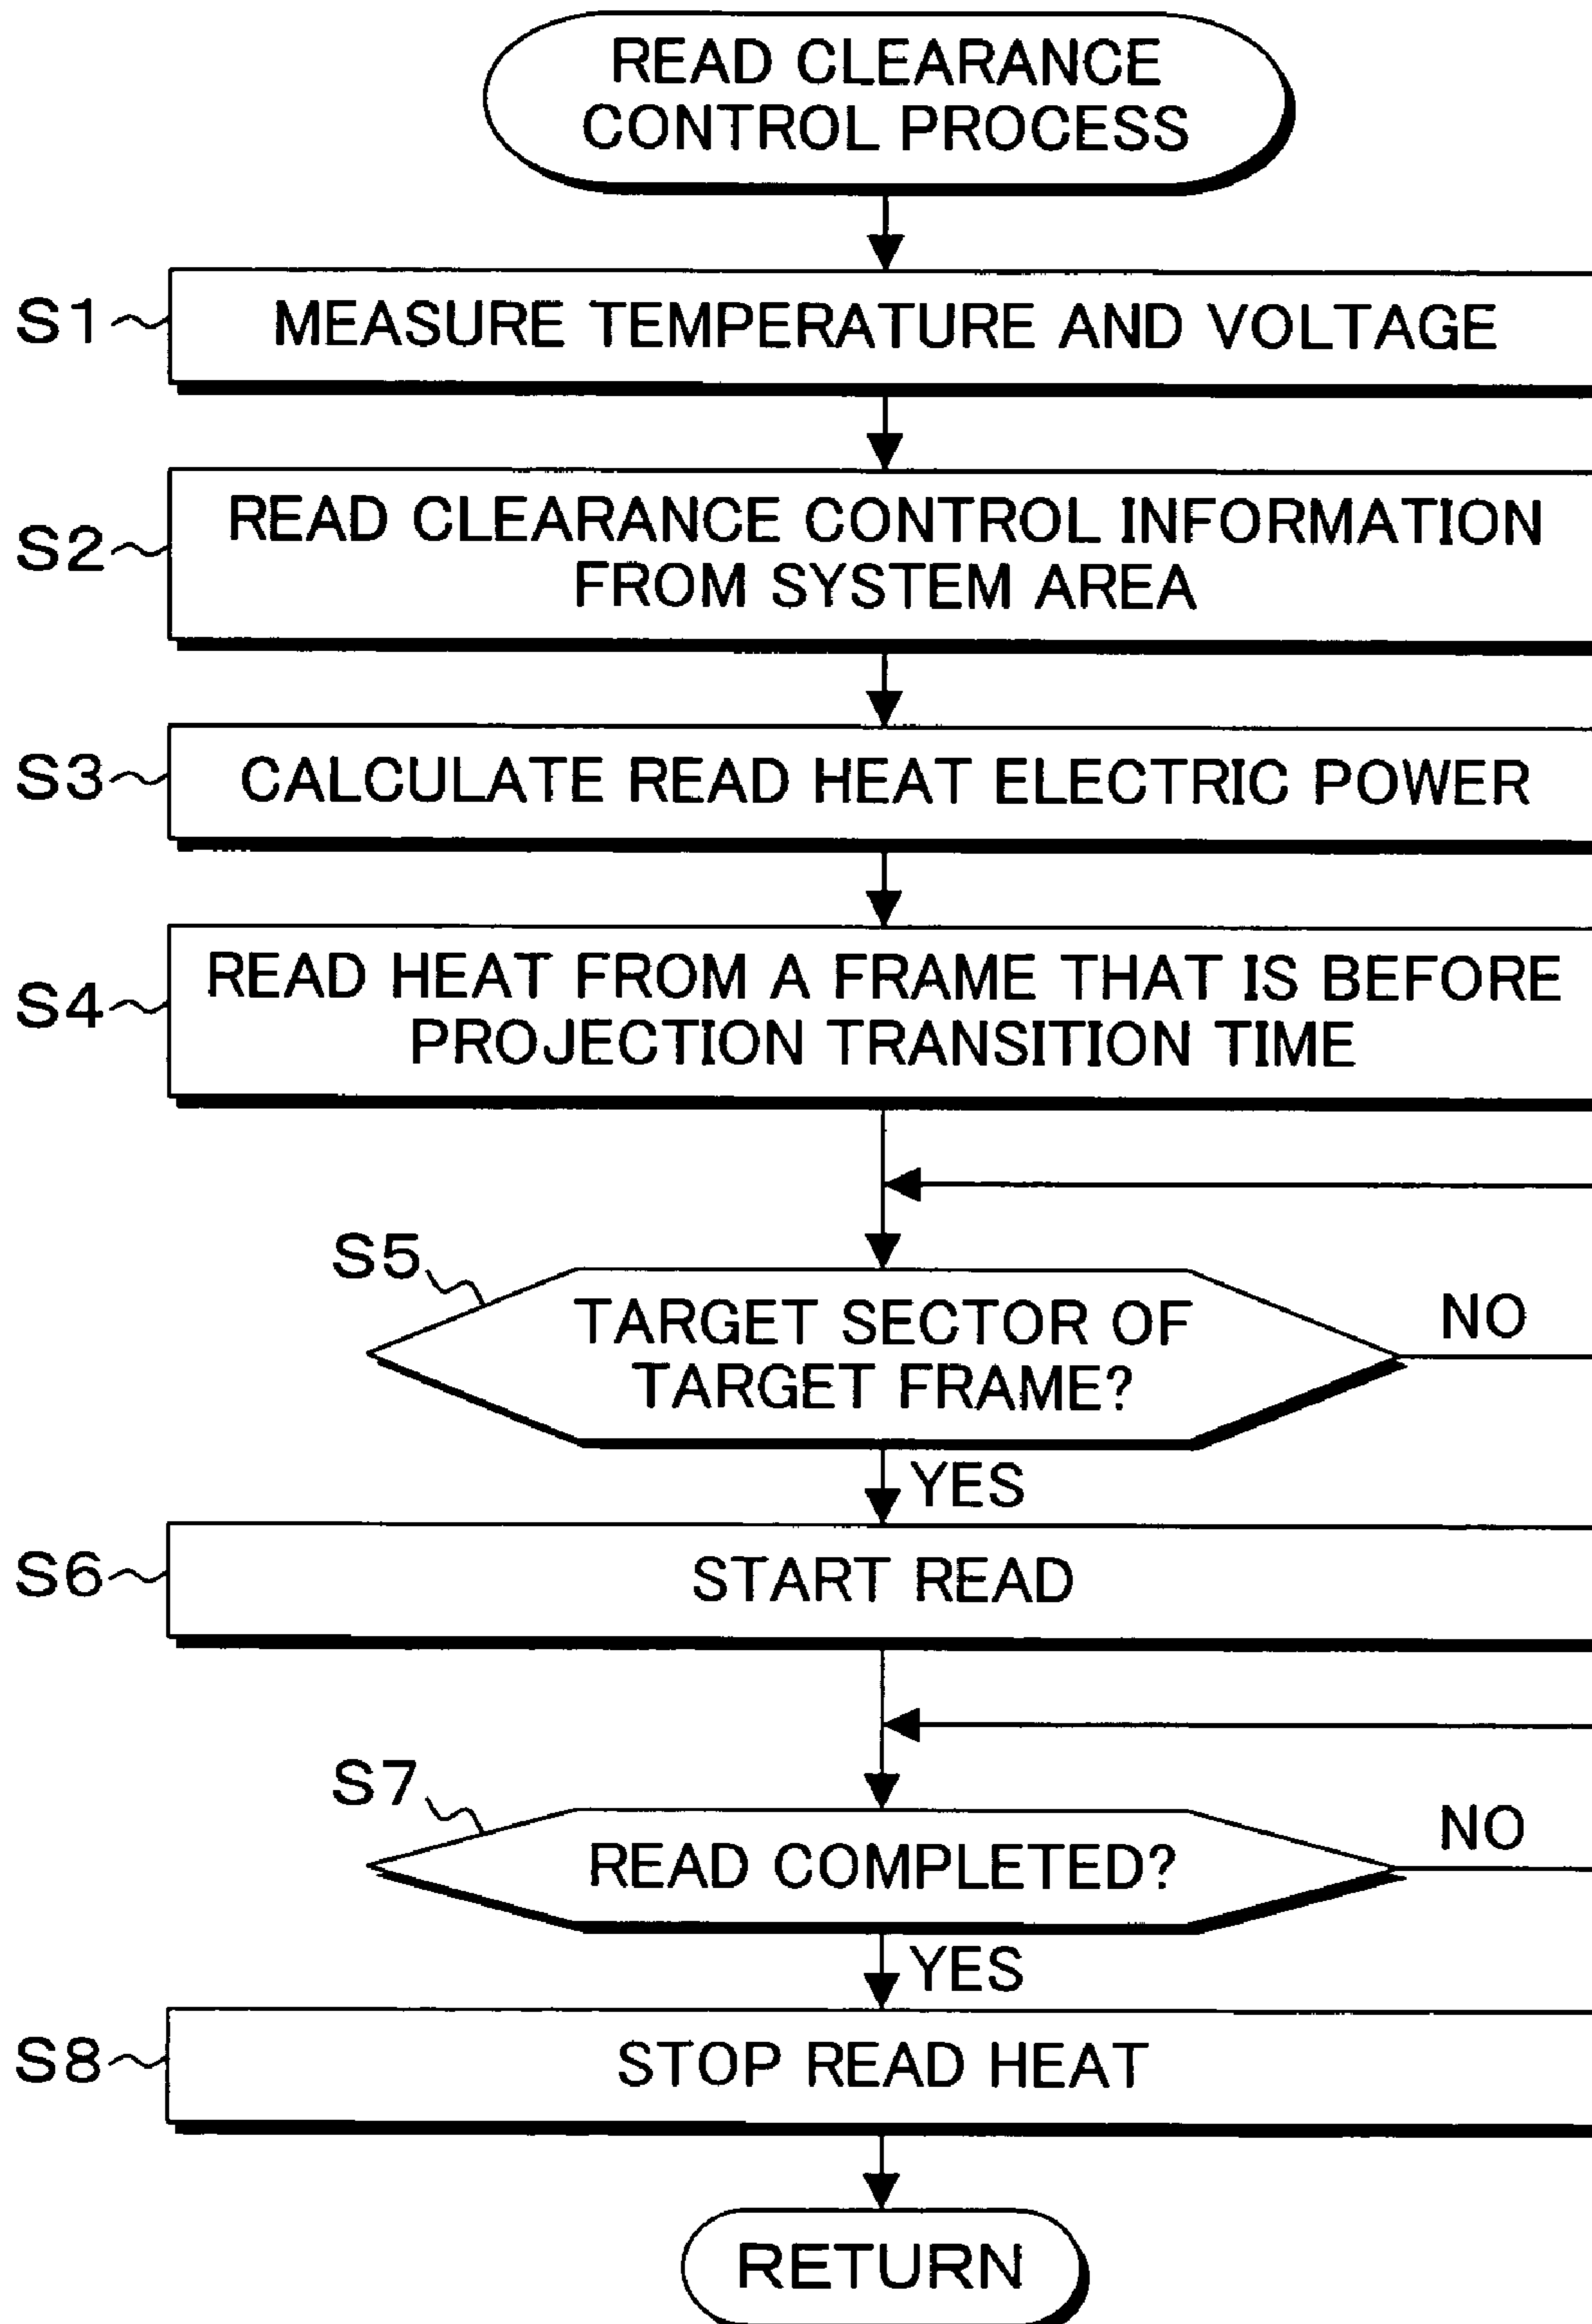 READ CLEARANCE
CONTROL PROCESS
S1
MEASURE TEMPERATURE AND VOLTAGE
S2
READ CLEARANCE CONTROL INFORMATION
FROM SYSTEM AREA
S3
CALCULATE READ HEAT ELECTRIC POWER
S4
READ HEAT FROM A FRAME THAT IS BEFORE
PROJECTION TRANSITION TIME
S5
TARGET SECTOR OF
TARGET FRAME?
NO
YES
S6
START READ
S7
READ COMPLETED?
NO
YES
S8
STOP READ HEAT
RETURN